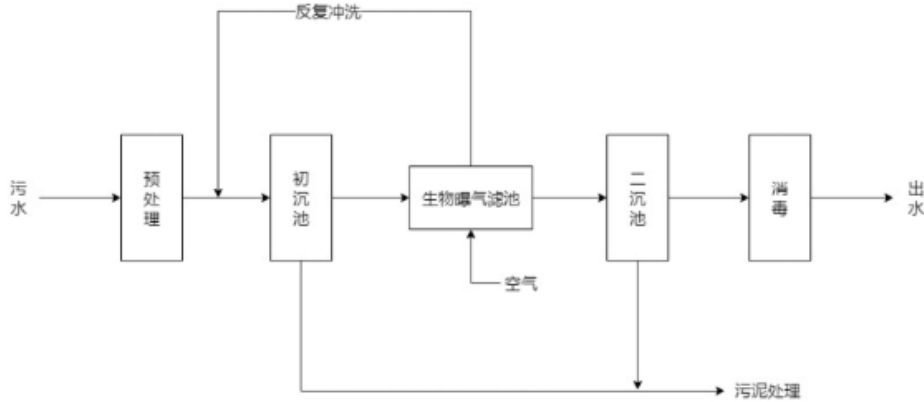 反复冲洗
污水
预处理
初沉池
生物曝气滤池
二沉池
消毒
出水
空气
污泥处理